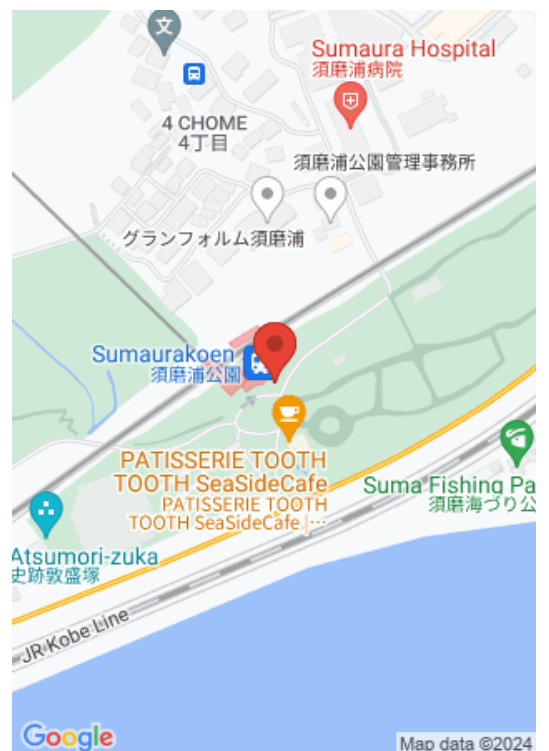 文
Sumaura Hospital
須磨浦病院
4 CHOME
4丁目
須磨浦公園管理事務所
グランフォルム須磨浦
Sumaurakoen
須磨浦公園
PATISSERIE TOOTH
TOOTH SeaSideCafe
PATISSERIE TOOTH
TOOTH SeaSideCafe |…
Suma Fishing Pa
須磨海づり公
Atsumori-zuka
史跡敦盛塚
JR Kobe Line
Google
Map data ©2024